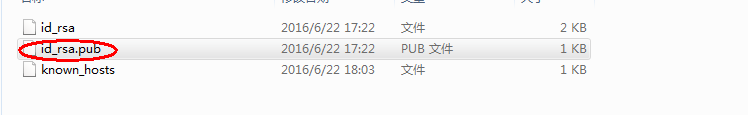 id_rsa 2016/6/22 17:22 文件 2 KB
id_rsa.pub 2016/6/22 17:22 PUB 文件 1 KB
known_hosts 2016/6/22 18:03 文件 1 KB